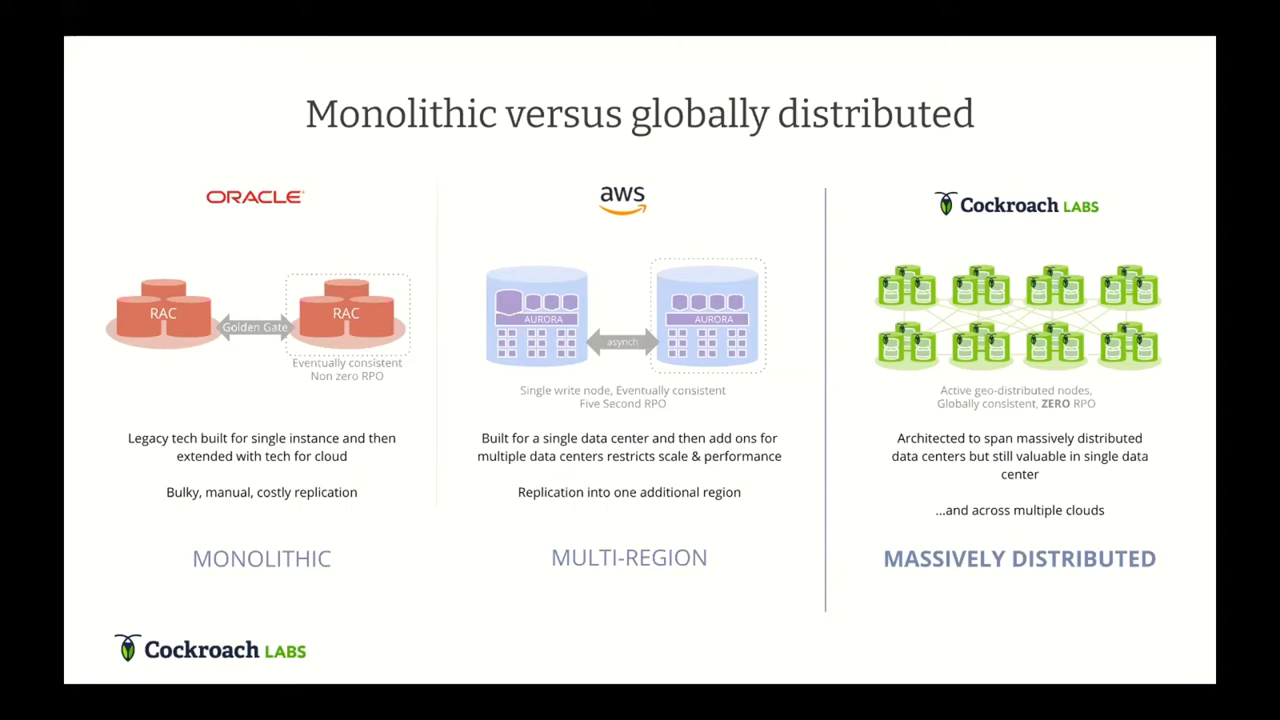 Monolithic versus globally distributed
ORACLE
RAC
Golden Gate
RAC
Eventually consistent
Non zero RPO
Legacy tech built for single instance and then
extended with tech for cloud
Bulky, manual, costly replication
MONOLITHIC
aws
AURORA
asynch
AURORA
Single write node, Eventually consistent
Five Second RPO
Built for a single data center and then add ons for
multiple data centers restricts scale & performance
Replication into one additional region
MULTI-REGION
Cockroach LABS
Active geo-distributed nodes,
Globally consistent, ZERO RPO
Architected to span massively distributed
data centers but still valuable in single data
center
...and across multiple clouds
MASSIVELY DISTRIBUTED
Cockroach LABS